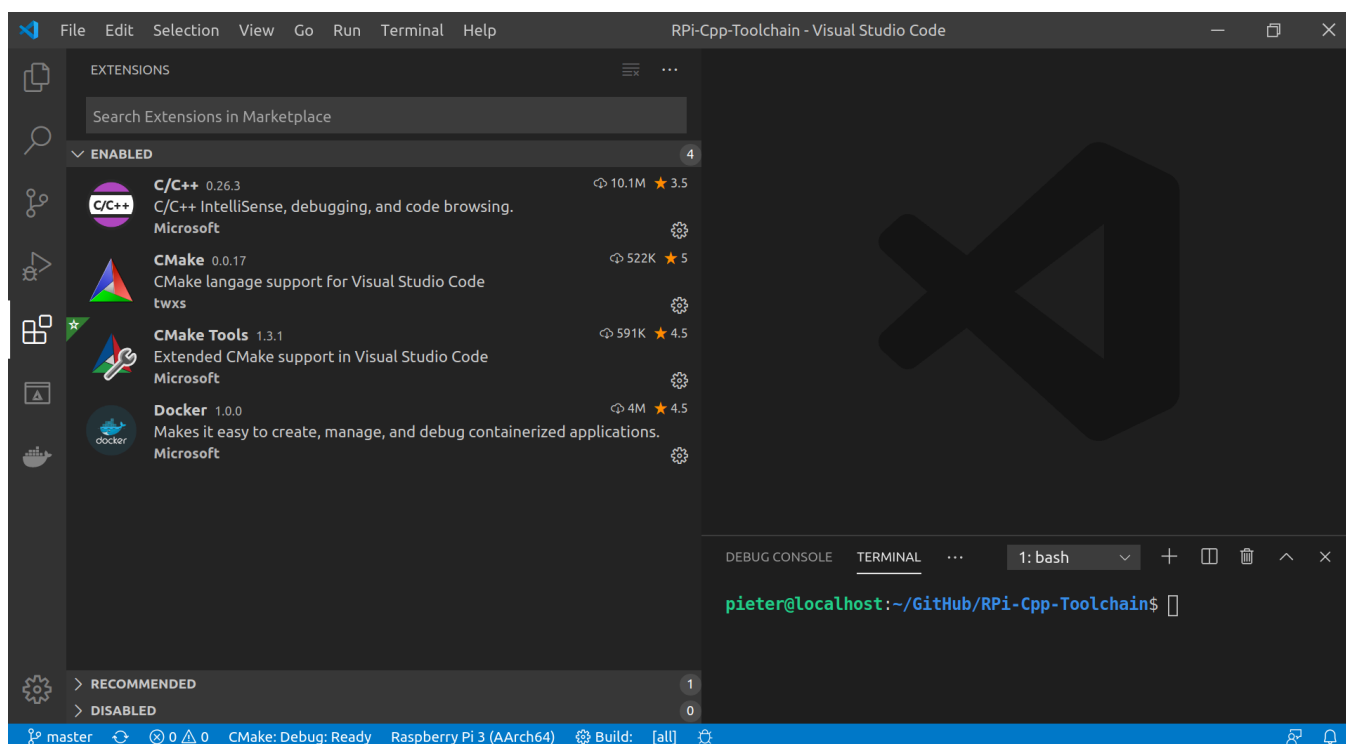 File Edit Selection View Go Run Terminal Help RPi-Cpp-Toolchain - Visual Studio Code
EXTENSIONS
Search Extensions in Marketplace
ENABLED 4
C/C++ 0.26.3 10.1M 3.5
C/C++ IntelliSense, debugging, and code browsing.
Microsoft
C/C++
CMake 0.0.17 522K 5
CMake langage support for Visual Studio Code
twxs
CMake Tools 1.3.1 591K 4.5
Extended CMake support in Visual Studio Code
Microsoft
Docker 1.0.0 4M 4.5
Makes it easy to create, manage, and debug containerized applications.
Microsoft
docker
DEBUG CONSOLE TERMINAL ··· 1: bash
pieter@localhost:~/GitHub/RPi-Cpp-Toolchain$
RECOMMENDED 1
DISABLED 0
master 0 0 CMake: Debug: Ready Raspberry Pi 3 (AArch64) Build: [all]